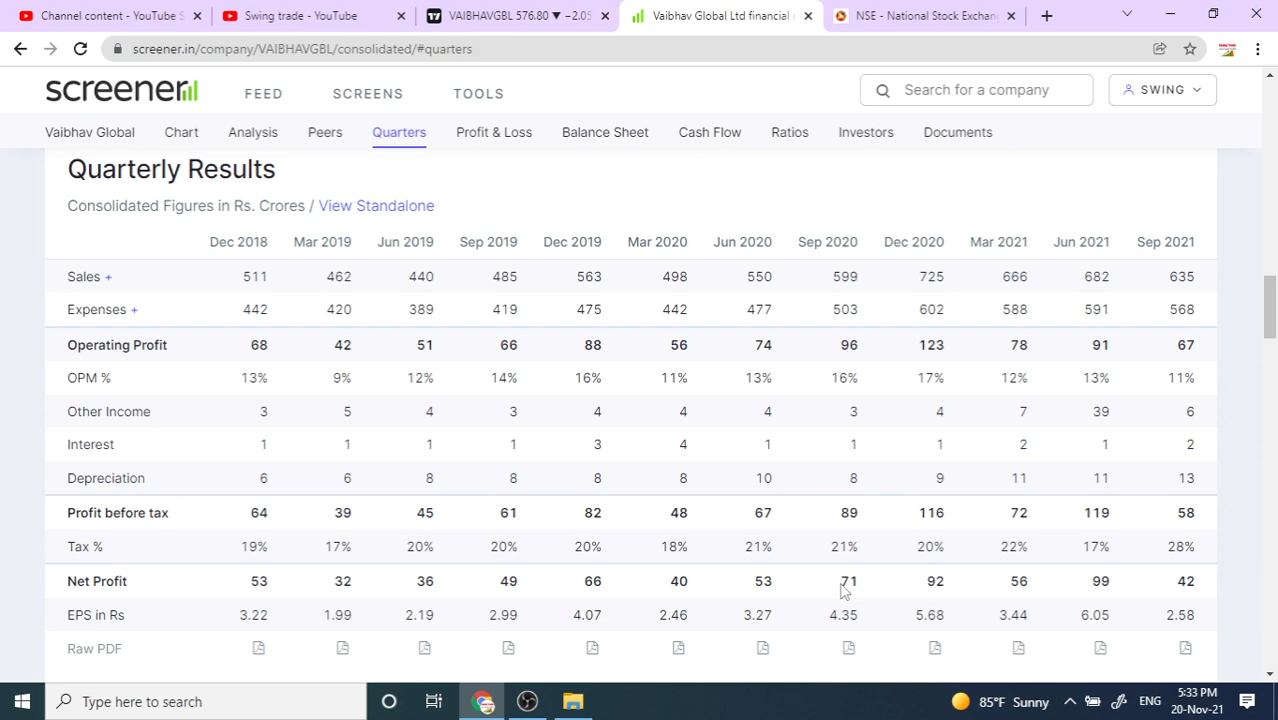 Channel content - YouTube S
Swing trade - YouTube
VAIBHAVGBL 576.80 ▼ −2.05
Vaibhav Global Ltd financial
NSE - National Stock Exchang
screener.in/company/VAIBHAVGBL/consolidated/#quarters
screener FEED SCREENS TOOLS Search for a company SWING
Vaibhav Global Chart Analysis Peers Quarters Profit & Loss Balance Sheet Cash Flow Ratios Investors Documents
Quarterly Results
Consolidated Figures in Rs. Crores / View Standalone
Dec 2018 Mar 2019 Jun 2019 Sep 2019 Dec 2019 Mar 2020 Jun 2020 Sep 2020 Dec 2020 Mar 2021 Jun 2021 Sep 2021
Sales + 511 462 440 485 563 498 550 599 725 666 682 635
Expenses + 442 420 389 419 475 442 477 503 602 588 591 568
Operating Profit 68 42 51 66 88 56 74 96 123 78 91 67
OPM % 13% 9% 12% 14% 16% 11% 13% 16% 17% 12% 13% 11%
Other Income 3 5 4 3 4 4 4 3 4 7 39 6
Interest 1 1 1 1 3 4 1 1 1 2 1 2
Depreciation 6 6 8 8 8 8 10 8 9 11 11 13
Profit before tax 64 39 45 61 82 48 67 89 116 72 119 58
Tax % 19% 17% 20% 20% 20% 18% 21% 21% 20% 22% 17% 28%
Net Profit 53 32 36 49 66 40 53 71 92 56 99 42
EPS in Rs 3.22 1.99 2.19 2.99 4.07 2.46 3.27 4.35 5.68 3.44 6.05 2.58
Raw PDF
Type here to search
85°F Sunny
ENG
5:33 PM
20-Nov-21